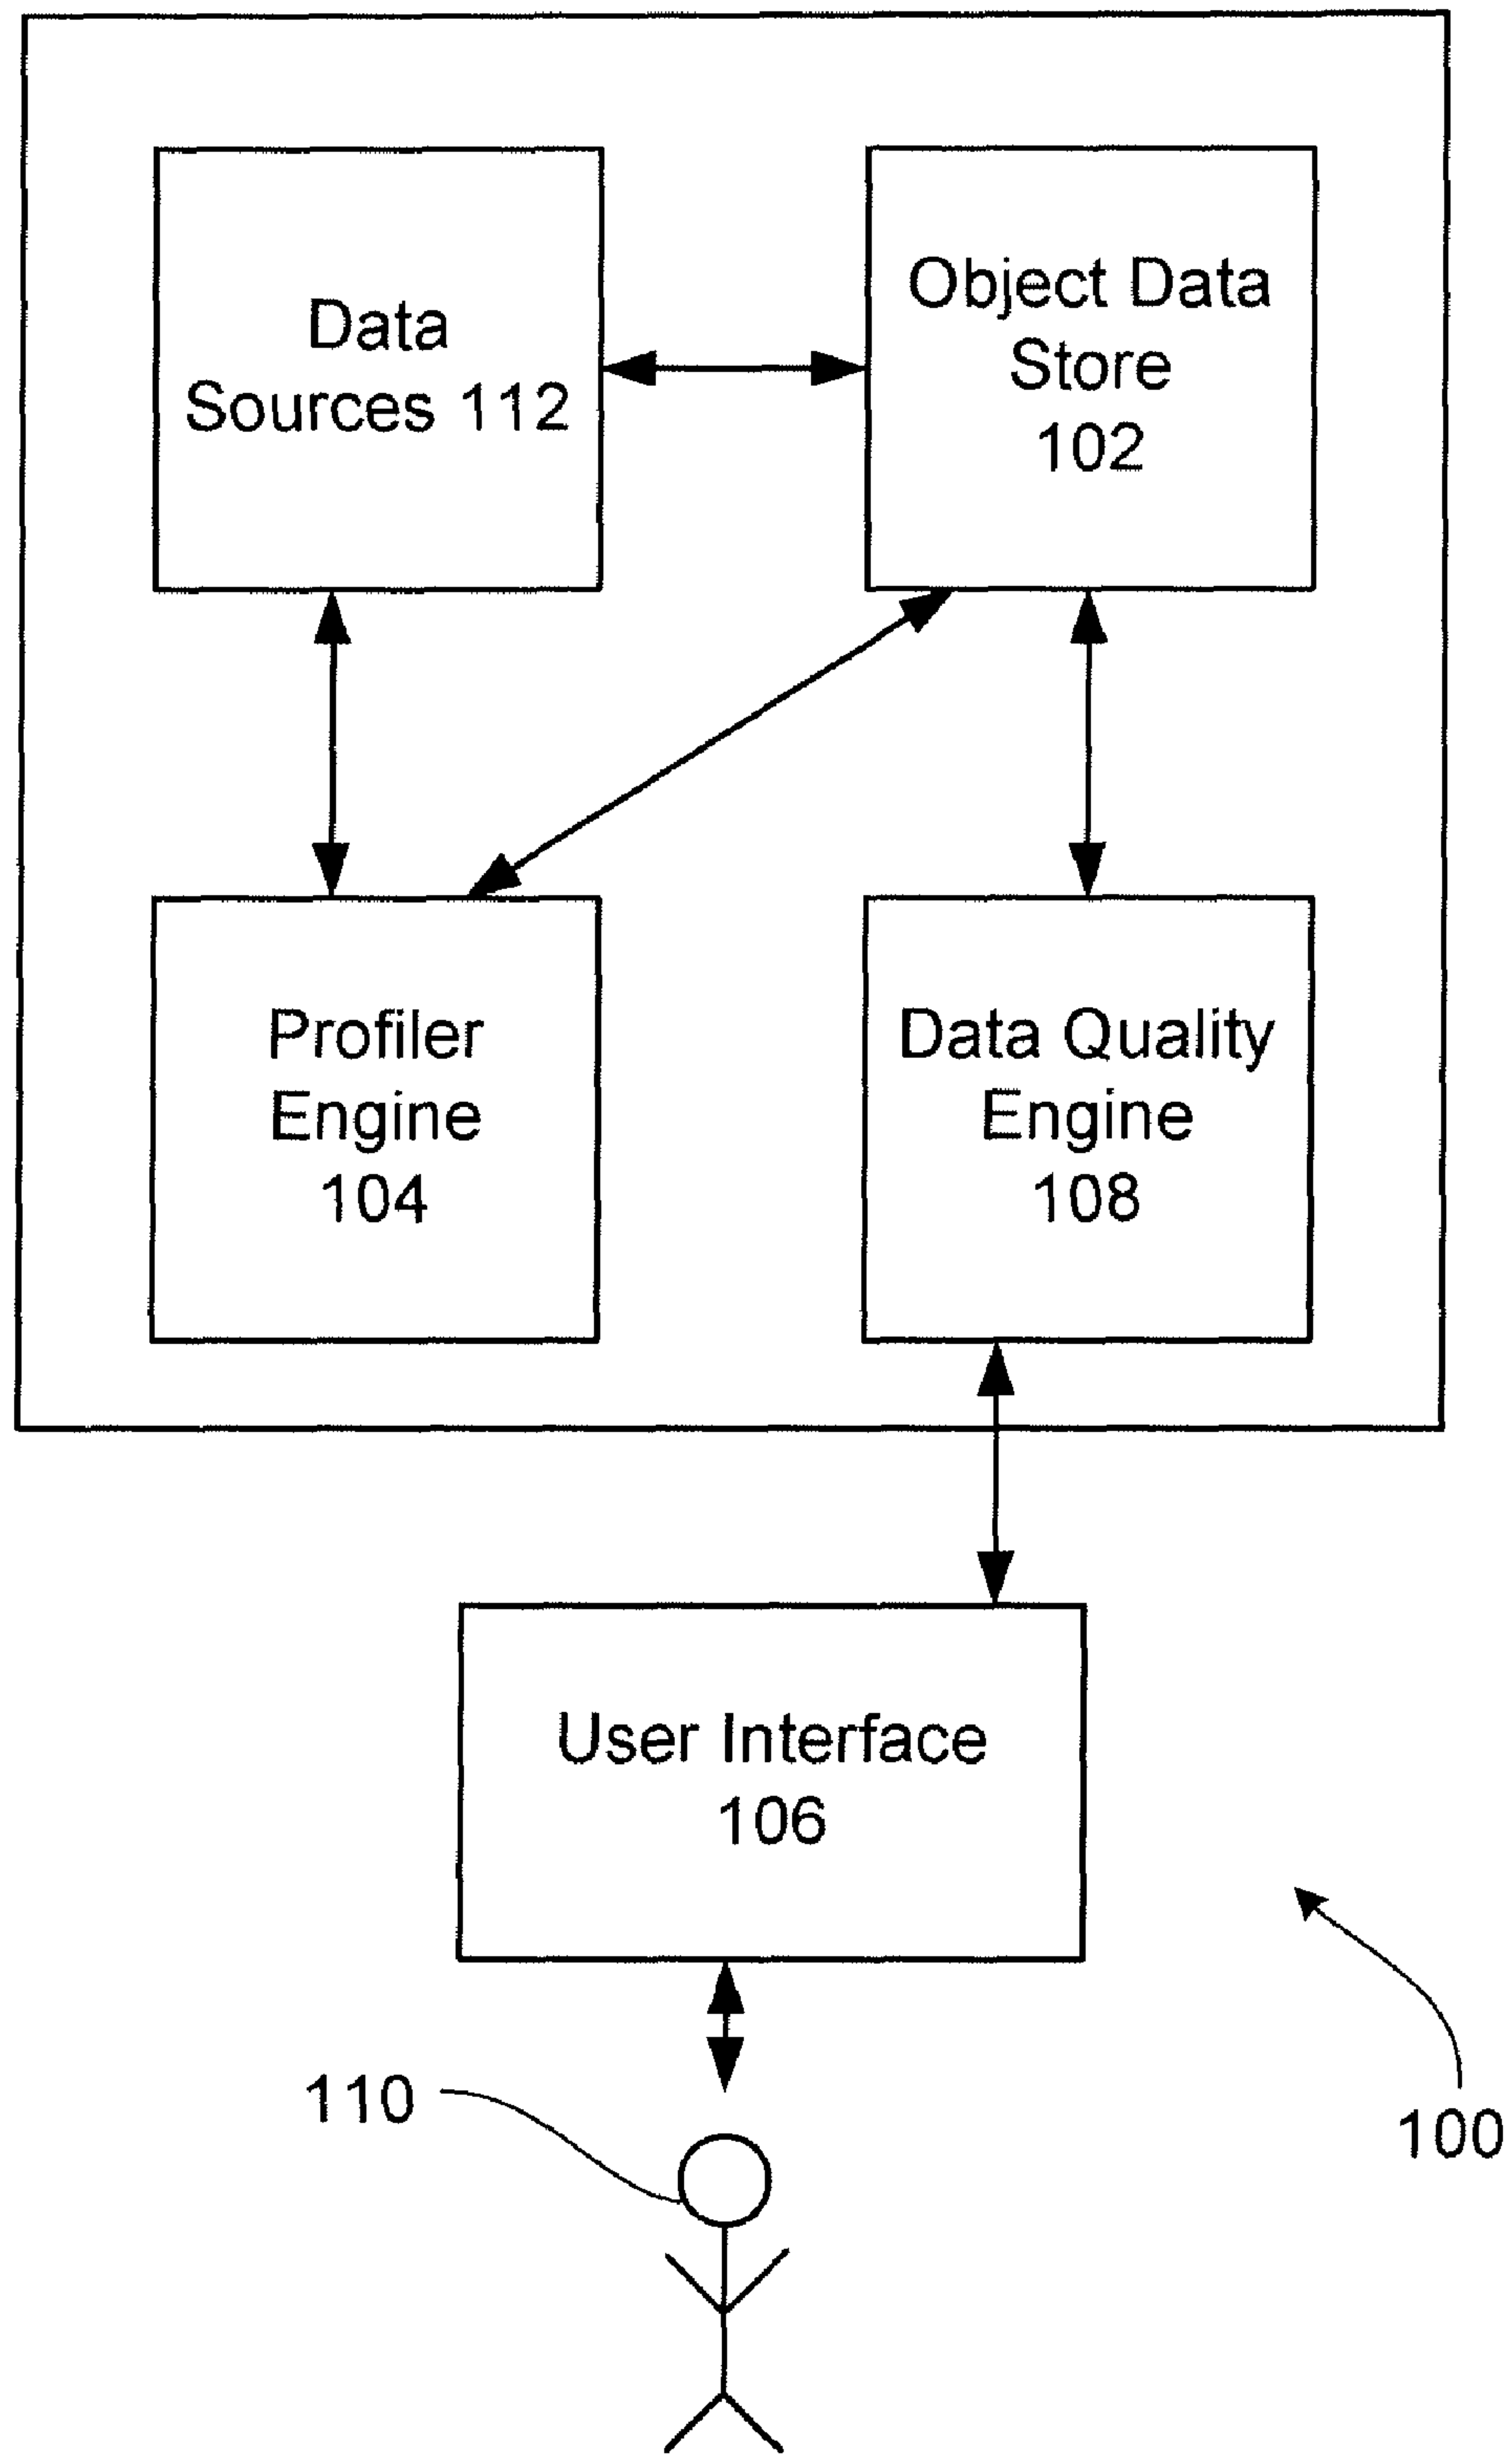 Data
Sources 112
Object Data
Store
102
Profiler
Engine
104
Data Quality
Engine
108
User Interface
106
110
100